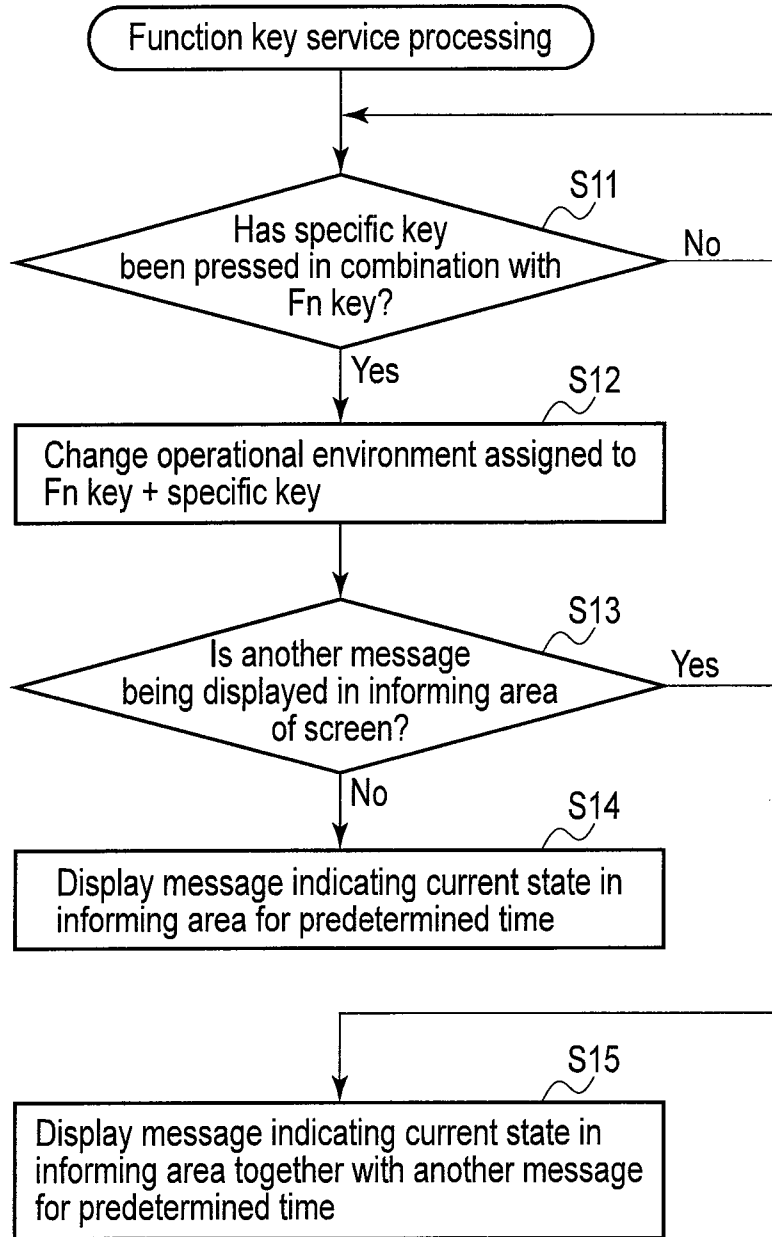 Function key service processing
S11
Has specific key
been pressed in combination with
Fn key?
No
Yes
S12
Change operational environment assigned to
Fn key + specific key
S13
Is another message
being displayed in informing area
of screen?
Yes
No
S14
Display message indicating current state in
informing area for predetermined time
S15
Display message indicating current state in
informing area together with another message
for predetermined time